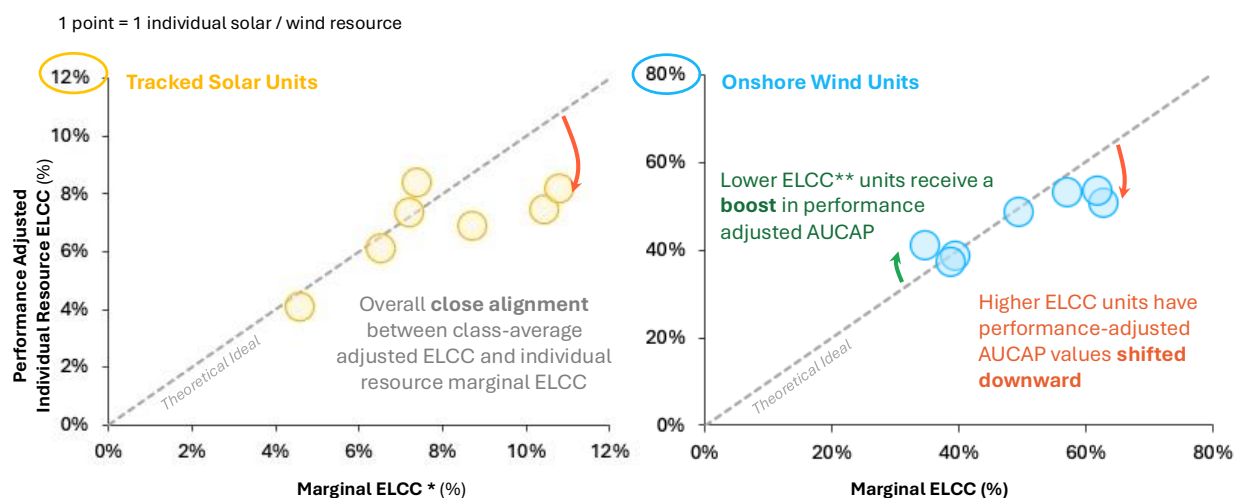 1 point = 1 individual solar / wind resource
Performance Adjusted
Individual Resource ELCC (%)
12%
10%
8%
6%
4%
2%
0%
Tracked Solar Units
Overall close alignment
between class-average
adjusted ELCC and individual
resource marginal ELCC
Theoretical Ideal
0%
2%
4%
6%
8%
10%
12%
Marginal ELCC * (%)
80%
60%
40%
20%
0%
Onshore Wind Units
Lower ELCC** units receive a
boost in performance
adjusted AUCAP
Higher ELCC units have
performance-adjusted
AUCAP values shifted
downward
Theoretical Ideal
0%
20%
40%
60%
80%
Marginal ELCC (%)